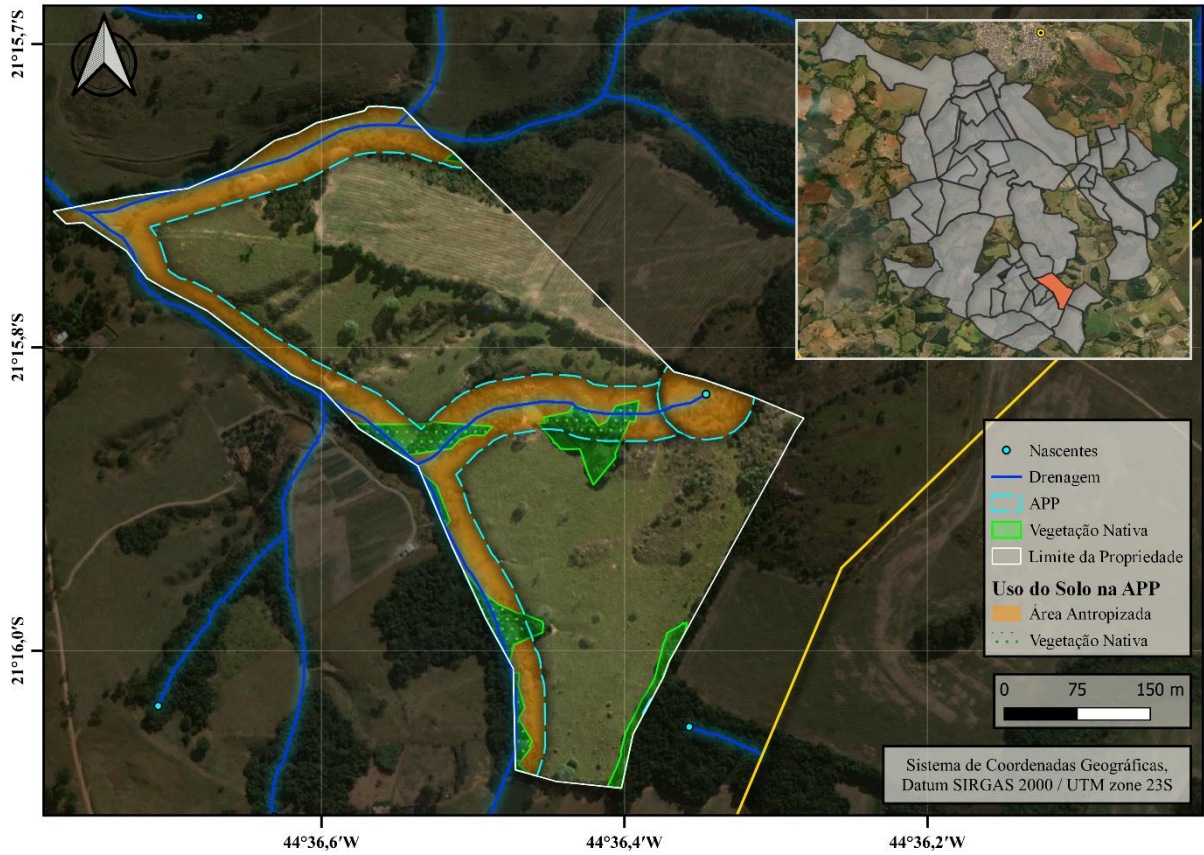 21°15,7'S
21°15,8'S
21°16,0'S
44°36,6'W
44°36,4'W
44°36,2'W
Nascentes
Drenagem
APP
Vegetação Nativa
Limite da Propriedade
Uso do Solo na APP
Área Antropizada
Vegetação Nativa
0 75 150 m
Sistema de Coordenadas Geográficas,
Datum SIRGAS 2000 / UTM zone 23S